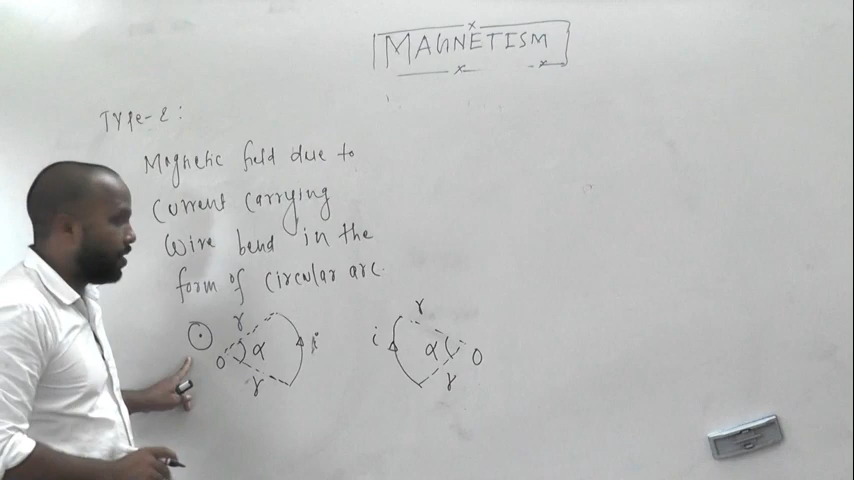 MAGNETISM
TYPe-2:
Magnetic field due to
current carrying
wire bend in the
form of circular arc.
r
r
i
α
i
α
O
O
r
r